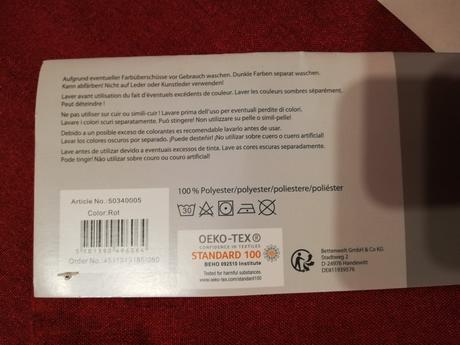 Aufgrund eventueller Farbüberschüsse vor Gebrauch waschen. Dunkle Farben separat waschen.
Kann abfärben! Nicht auf Leder oder Kunstleder verwenden!
Laver avant utilisation du fait d'éventuels excédents de couleur. Laver les couleurs sombres séparément.
Peut déteindre !
Ne pas utiliser sur cuir ou simili-cuir ! Lavare prima dell'uso per eventuali perdite di colori.
Lavare i colori scuri separatamente. Può stingere! Non utilizzare su pelle o simil-pelle!
Debido a un posible exceso de colorantes es recomendable lavarlo antes de usar.
Lavar los colores oscuros por separado. ¡Puede desteñir! ¡No utilizar sobre cuero o cuero artificial!
Lave antes de utilizar devido a eventuais excessos de tinta. Lave as cores escuras separadamente.
Pode tingir! Não utilizar sobre couro ou couro artificial!
Article No.: 50340005
Color: Rot
Order No.:
100 % Polyester/polyester/poliestere/poliéster
30
OEKO-TEX®
CONFIDENCE IN TEXTILES
STANDARD 100
BEHO 092510 Institute
Tested for harmful substances.
www.oeko-tex.com/standard100
Bettenwelt GmbH & Co KG
Stadtweg 2
D-24976 Handewitt
DE811939576